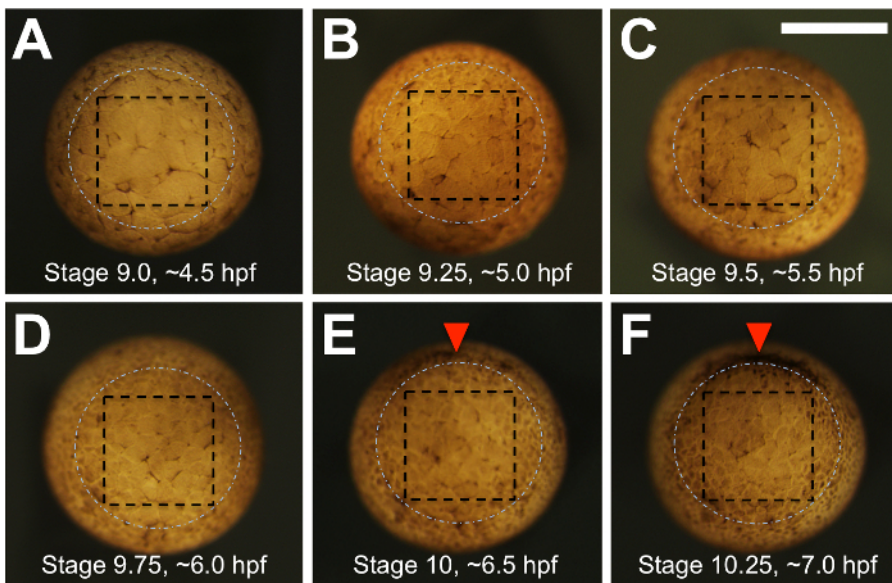 A
B
C
Stage 9.0, ~4.5 hpf
Stage 9.25, ~5.0 hpf
Stage 9.5, ~5.5 hpf
D
E
F
Stage 9.75, ~6.0 hpf
Stage 10, ~6.5 hpf
Stage 10.25, ~7.0 hpf